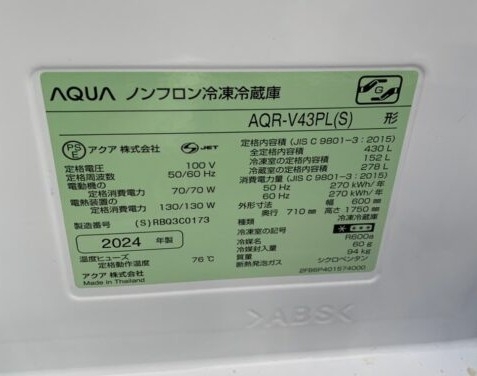 AQUA ノンフロン冷凍冷蔵庫
AQR-V43PL(S) 形
PS E アクア 株式会社 JET
定格電圧 100 V
定格周波数 50/60 Hz
電動機の
定格消費電力 70/70 W
電熱装置の
定格消費電力 130/130 W
製造番号 (S) RB03C0173
2024 年製
温度ヒューズ
定格動作温度 76℃
アクア 株式会社
Made in Thailand
G
定格内容積 (JIS C 9801-3 : 2015)
全定格内容積 430 L
冷凍室の定格内容積 152 L
冷蔵室の定格内容積 278 L
消費電力量 (JIS C 9801-3 : 2015)
50 Hz 270 kWh/年
60 Hz 270 kWh/年
外形寸法 幅 600 mm
奥行 710 mm 高さ 1750 mm
種類 冷凍冷蔵庫
冷凍室の記号
冷媒 R600a
冷媒封入量 60 g
質量 94 kg
断熱発泡ガス シクロペンタン
>ABS<